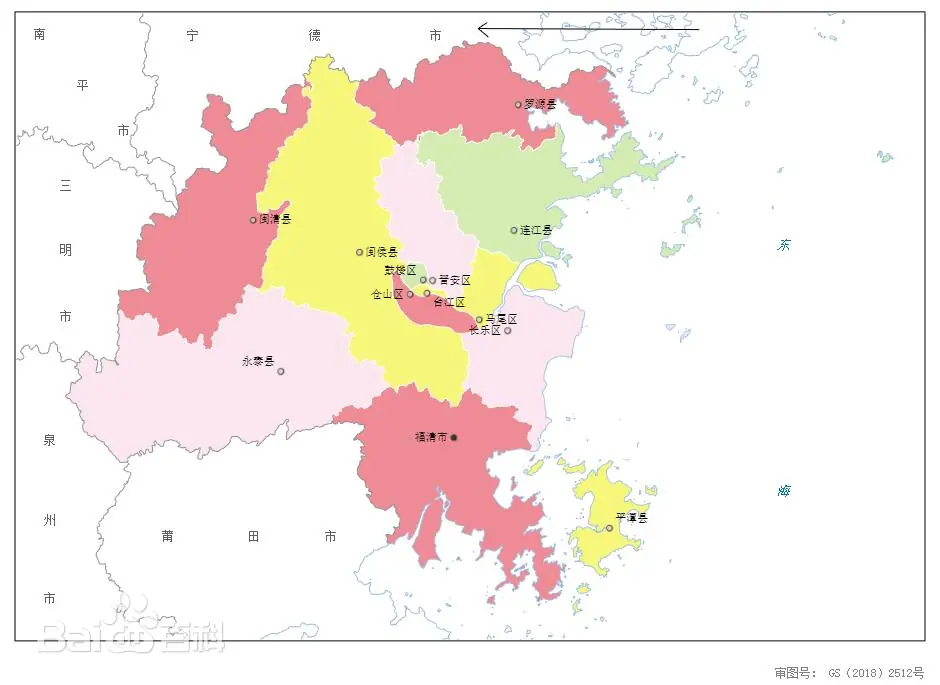 南 宁 德 市
平
市
罗源县
三
闽清县
连江县
明
东
闽侯县
鼓楼区
晋安区
仓山区
台江区
市
马尾区
长乐区
永泰县
泉
福清市
海
州
平潭县
莆 田 市
市
Baidu百科
审图号： GS（2018）2512号